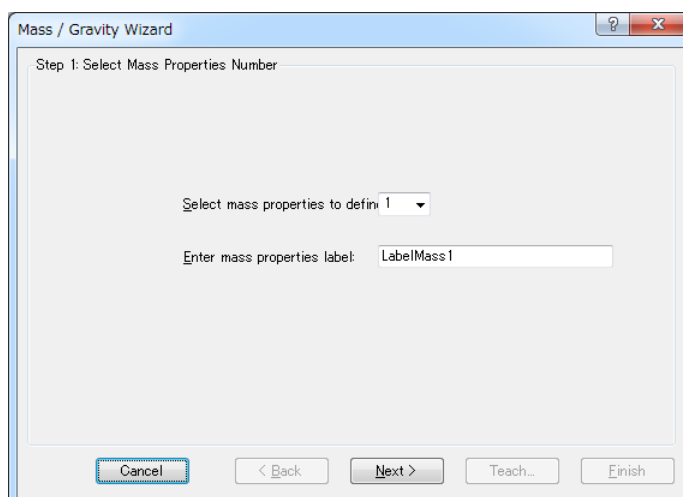 Mass / Gravity Wizard
Step 1: Select Mass Properties Number
Select mass properties to defin 1
Enter mass properties label: LabelMass1
Cancel < Back Next > Teach... Finish